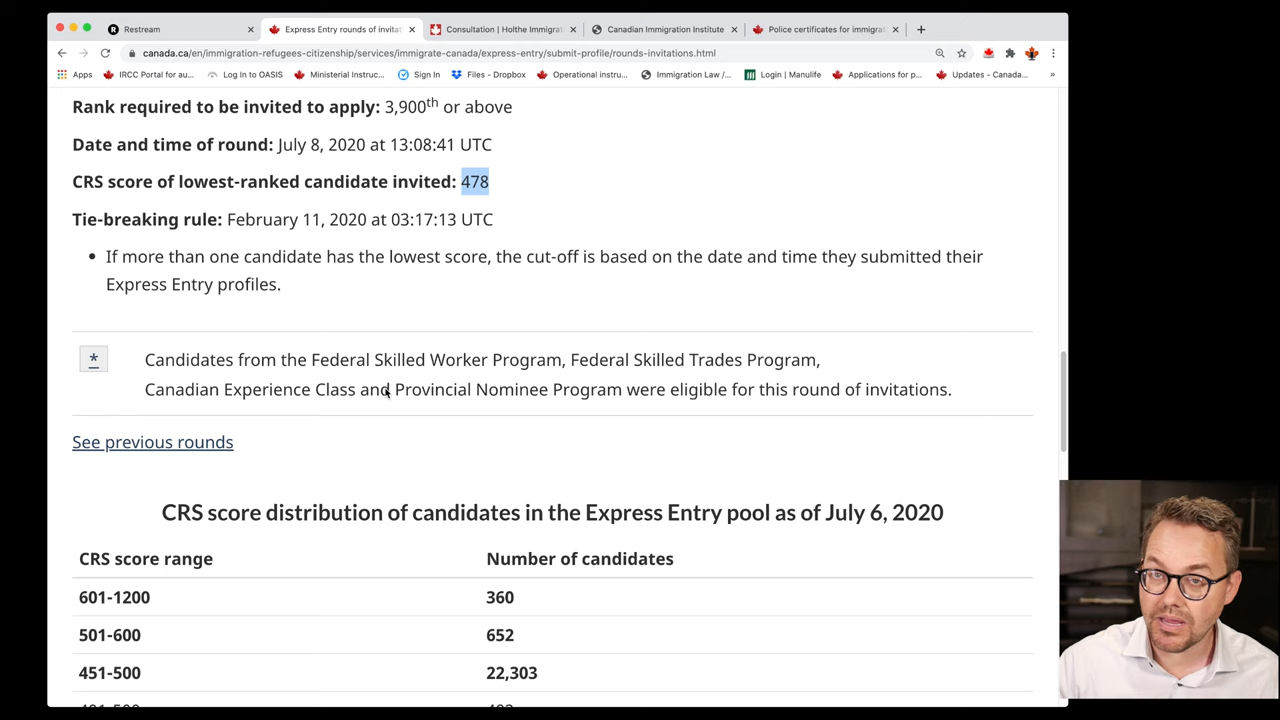 Restream
Express Entry rounds of invitat
Consultation | Holthe Immigrat
Canadian Immigration Institute
Police certificates for immigra
canada.ca/en/immigration-refugees-citizenship/services/immigrate-canada/express-entry/submit-profile/rounds-invitations.html
Apps
IRCC Portal for au...
Log In to OASIS
Ministerial Instruc...
Sign In
Files - Dropbox
Operational instru...
Immigration Law /...
Login | Manulife
Applications for p...
Updates - Canada...
»
Rank required to be invited to apply: 3,900th or above
Date and time of round: July 8, 2020 at 13:08:41 UTC
CRS score of lowest-ranked candidate invited: 478
Tie-breaking rule: February 11, 2020 at 03:17:13 UTC
• If more than one candidate has the lowest score, the cut-off is based on the date and time they submitted their
Express Entry profiles.
* Candidates from the Federal Skilled Worker Program, Federal Skilled Trades Program,
Canadian Experience Class and Provincial Nominee Program were eligible for this round of invitations.
See previous rounds
CRS score distribution of candidates in the Express Entry pool as of July 6, 2020
CRS score range Number of candidates
601-1200 360
501-600 652
451-500 22,303